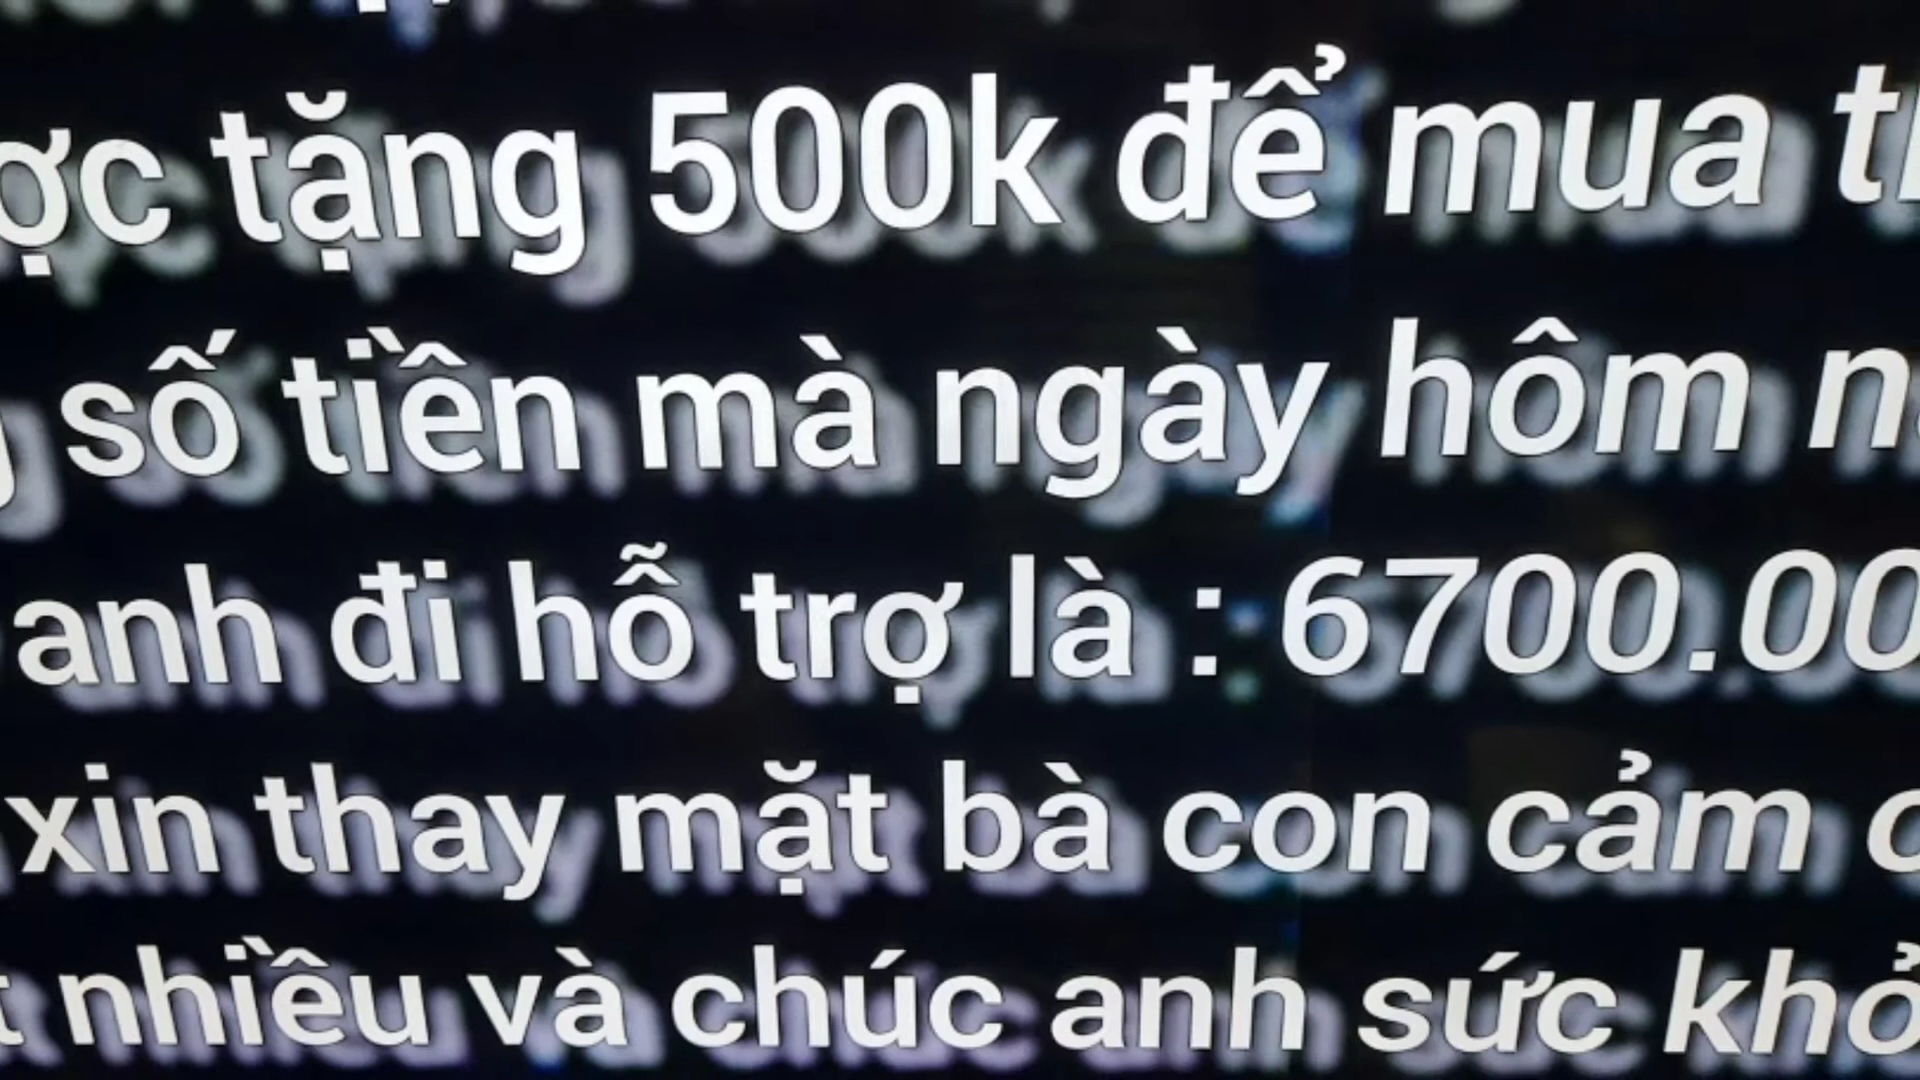 ợc tặng 500k để mua
số tiền mà ngày hôm
anh đi hỗ trợ là : 6700.00
xin thay mặt bà con cảm
nhiều và chúc anh sức khỏ